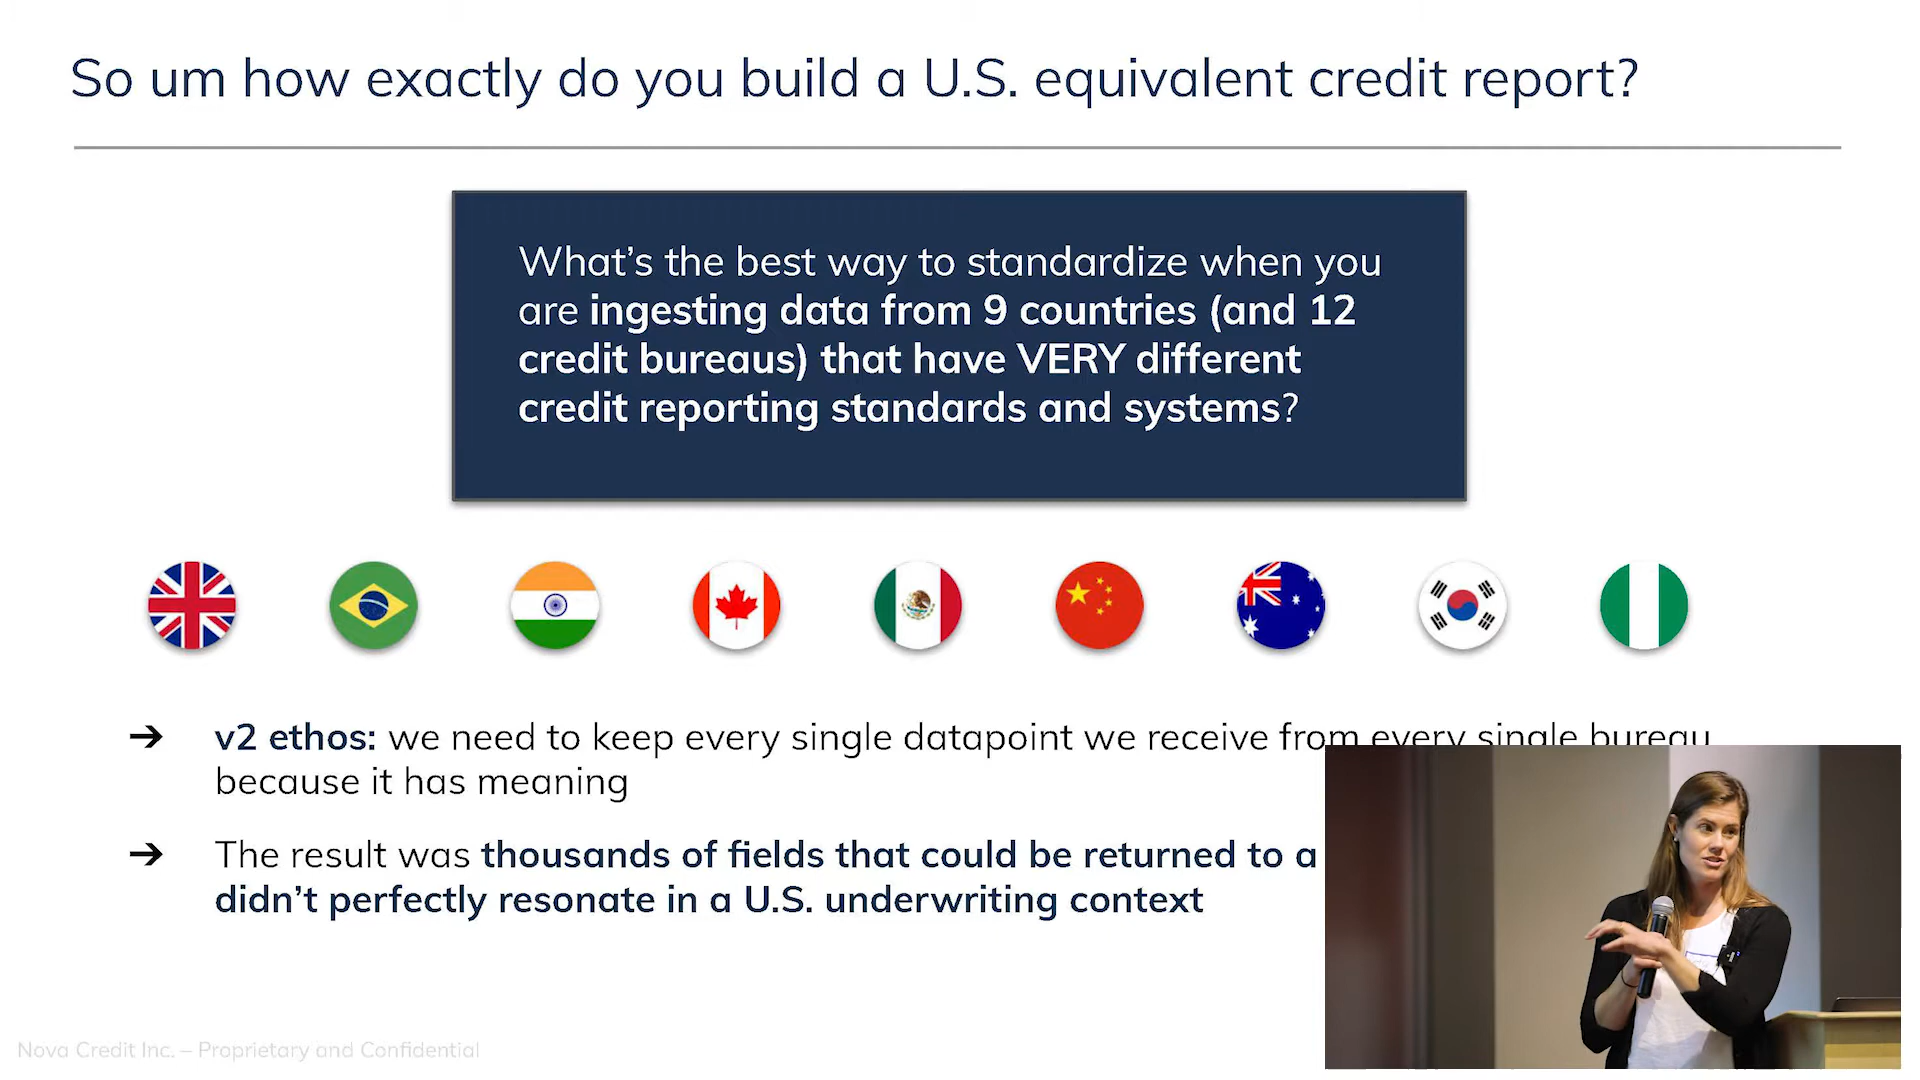 So um how exactly do you build a U.S. equivalent credit report?
What's the best way to standardize when you
are ingesting data from 9 countries (and 12
credit bureaus) that have VERY different
credit reporting standards and systems?
➔ v2 ethos: we need to keep every single datapoint we receive from every single bureau
because it has meaning
➔ The result was thousands of fields that could be returned to a
didn't perfectly resonate in a U.S. underwriting context
Nova Credit Inc. – Proprietary and Confidential